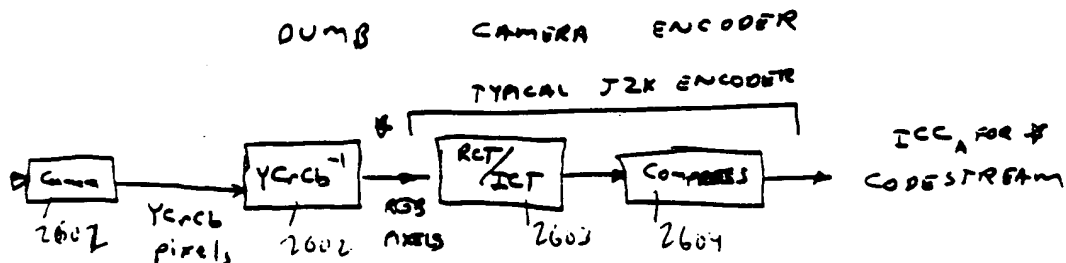 DUMB CAMERA ENCODER
TYPICAL J2K ENCODER
*
Camera
YCrCb⁻¹
RCT/ICT
Compress
ICC_A FOR *
CODESTREAM
YCrCb
pixels
RGB
PIXELS
2602
2603
2604